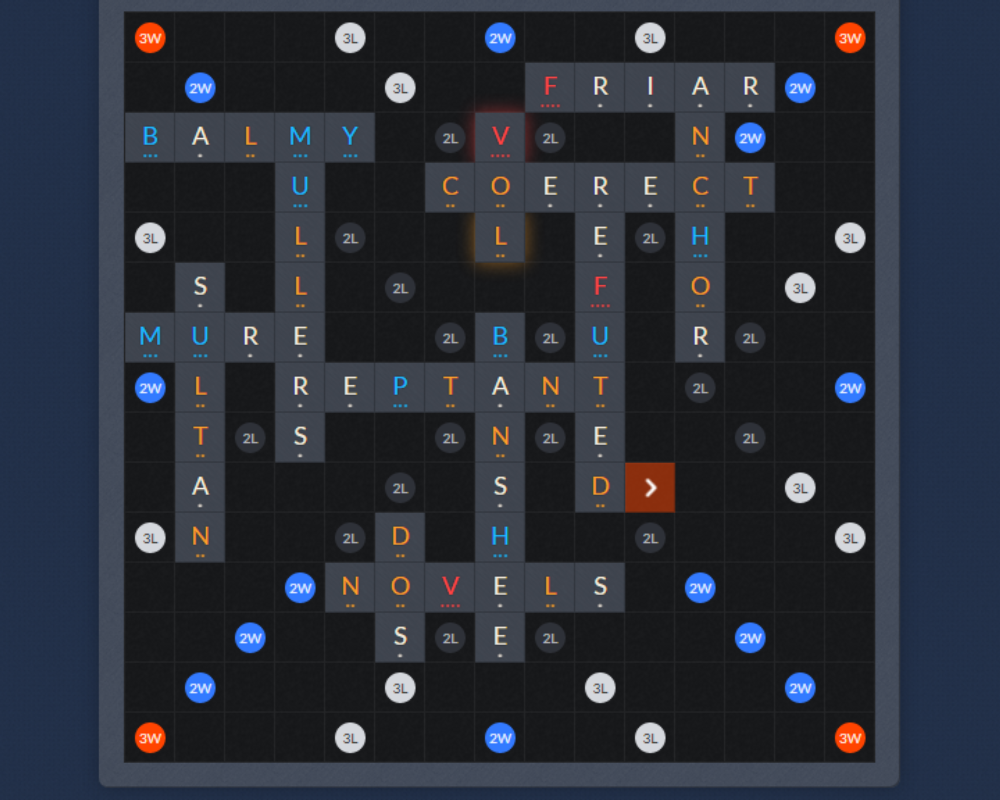 3W 3L 2W 3L 3W
2W 3L F R I A R 2W
B A L M Y 2L V 2L N 2W
U C O E R E C T
3L L 2L L E 2L H 3L
S L 2L F O 3L
M U R E 2L B 2L U R 2L
2W L R E P T A N T 2L 2W
T 2L S 2L N 2L E 2L
A 2L S D 3L
3L N 2L D H 2L 3L
2W N O V E L S 2W
2W S 2L E 2L 2W
2W 3L 3L 2W
3W 3L 2W 3L 3W